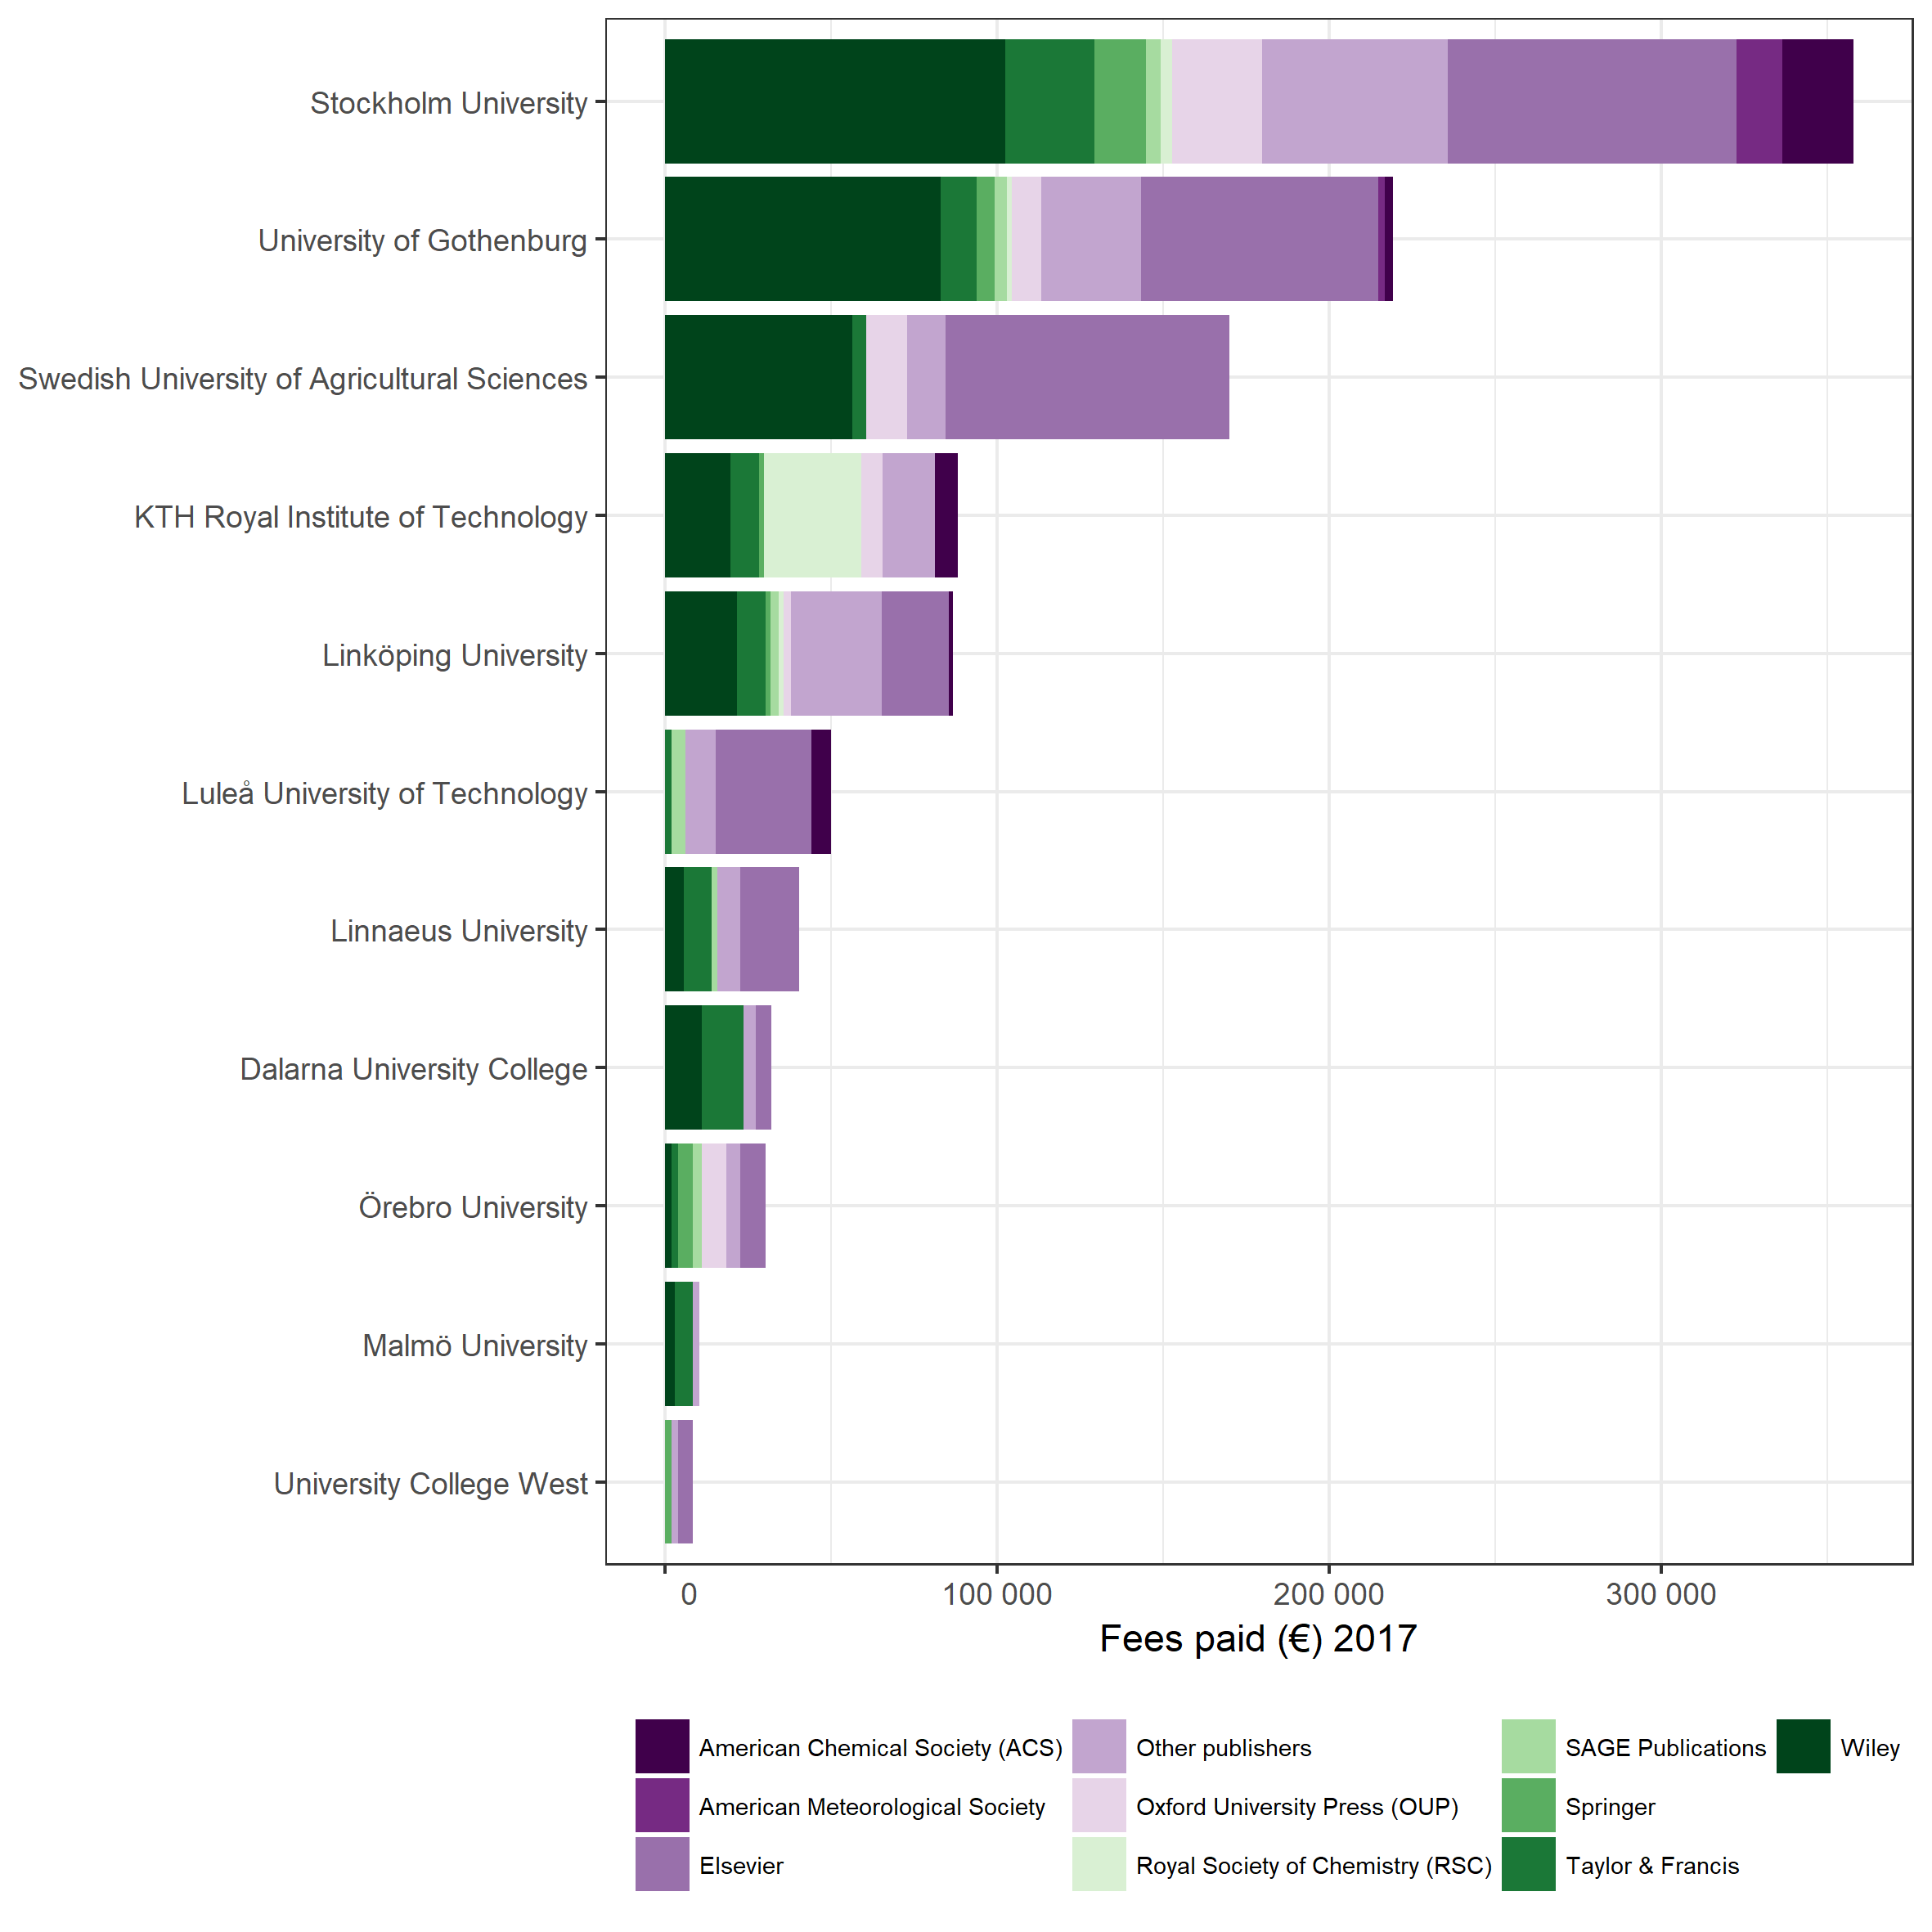 Stockholm University
University of Gothenburg
Swedish University of Agricultural Sciences
KTH Royal Institute of Technology
Linköping University
Luleå University of Technology
Linnaeus University
Dalarna University College
Örebro University
Malmö University
University College West
0 100 000 200 000 300 000
Fees paid (€) 2017
American Chemical Society (ACS) Other publishers SAGE Publications Wiley
American Meteorological Society Oxford University Press (OUP) Springer
Elsevier Royal Society of Chemistry (RSC) Taylor & Francis